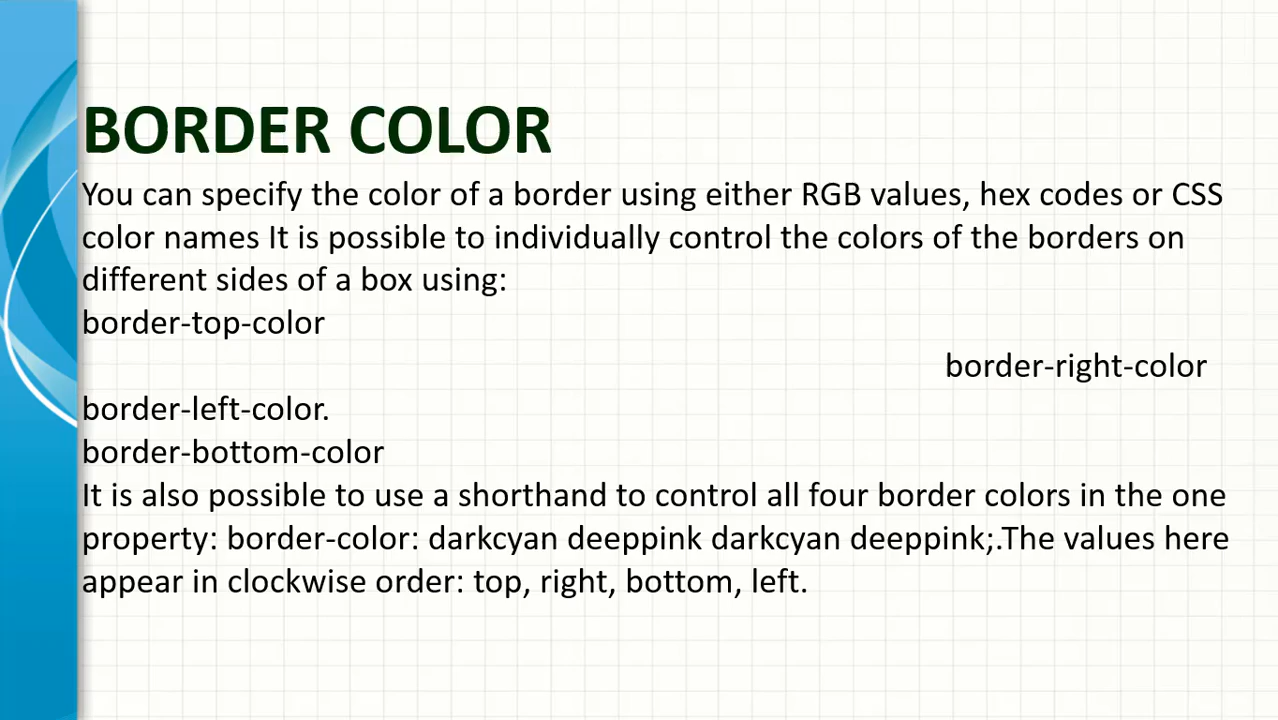 BORDER COLOR
You can specify the color of a border using either RGB values, hex codes or CSS
color names It is possible to individually control the colors of the borders on
different sides of a box using:
border-top-color
border-right-color
border-left-color.
border-bottom-color
It is also possible to use a shorthand to control all four border colors in the one
property: border-color: darkcyan deeppink darkcyan deeppink;.The values here
appear in clockwise order: top, right, bottom, left.